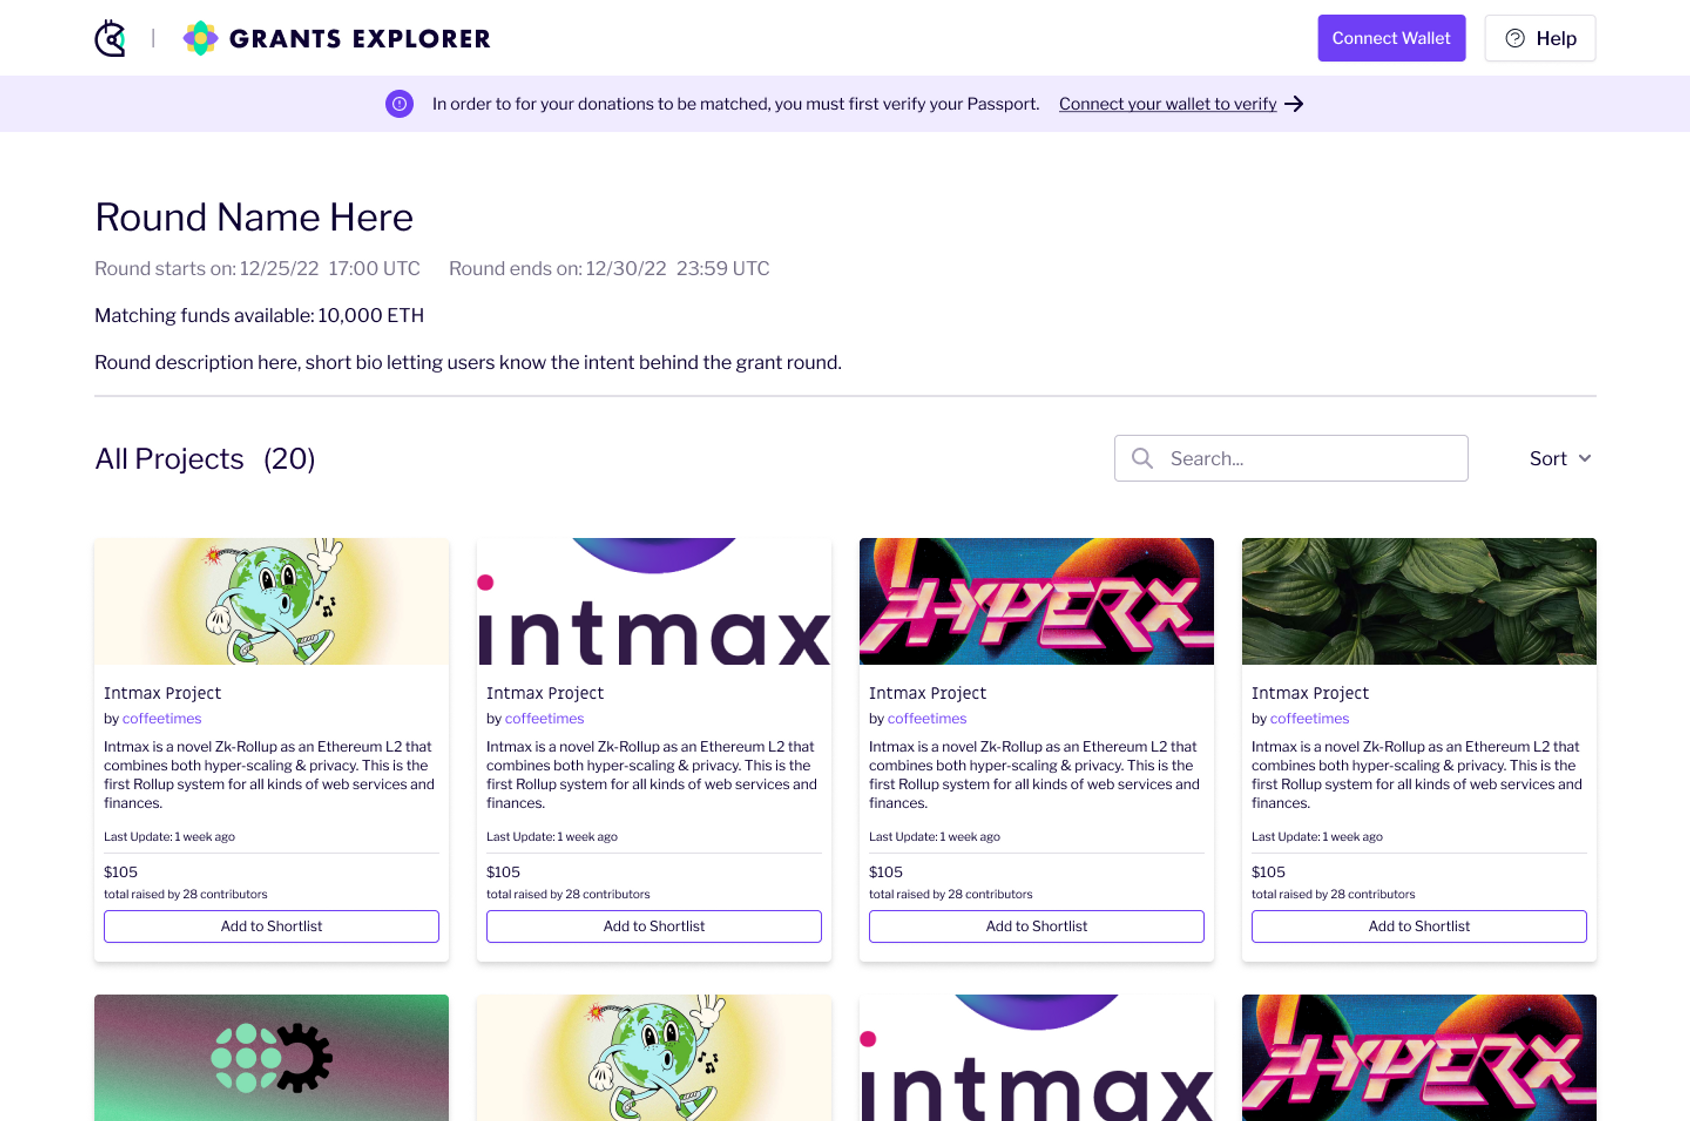 GRANTS EXPLORER
Connect Wallet
Help
In order to for your donations to be matched, you must first verify your Passport. Connect your wallet to verify
Round Name Here
Round starts on: 12/25/22 17:00 UTC Round ends on: 12/30/22 23:59 UTC
Matching funds available: 10,000 ETH
Round description here, short bio letting users know the intent behind the grant round.
All Projects (20)
Search...
Sort
Intmax Project
by coffeetimes
Intmax is a novel Zk-Rollup as an Ethereum L2 that
combines both hyper-scaling & privacy. This is the
first Rollup system for all kinds of web services and
finances.
Last Update: 1 week ago
$105
total raised by 28 contributors
Add to Shortlist
intmax
Intmax Project
by coffeetimes
Intmax is a novel Zk-Rollup as an Ethereum L2 that
combines both hyper-scaling & privacy. This is the
first Rollup system for all kinds of web services and
finances.
Last Update: 1 week ago
$105
total raised by 28 contributors
Add to Shortlist
HYPERX
Intmax Project
by coffeetimes
Intmax is a novel Zk-Rollup as an Ethereum L2 that
combines both hyper-scaling & privacy. This is the
first Rollup system for all kinds of web services and
finances.
Last Update: 1 week ago
$105
total raised by 28 contributors
Add to Shortlist
Intmax Project
by coffeetimes
Intmax is a novel Zk-Rollup as an Ethereum L2 that
combines both hyper-scaling & privacy. This is the
first Rollup system for all kinds of web services and
finances.
Last Update: 1 week ago
$105
total raised by 28 contributors
Add to Shortlist
intmax
HYPERX